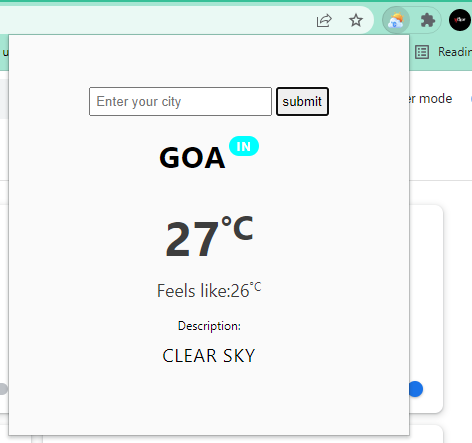 Readin
er mode
Enter your city
submit
GOA IN
27°C
Feels like:26°C
Description:
CLEAR SKY